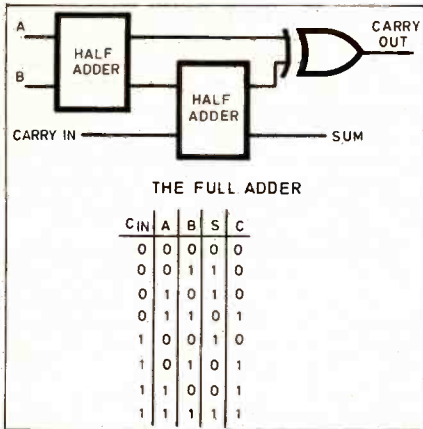 A
B
CARRY IN
HALF
ADDER
HALF
ADDER
CARRY
OUT
SUM
THE FULL ADDER
CIN A B S C
0 0 0 0 0
0 0 1 1 0
0 1 0 1 0
0 1 1 0 1
1 0 0 1 0
1 0 1 0 1
1 1 0 0 1
1 1 1 1 1